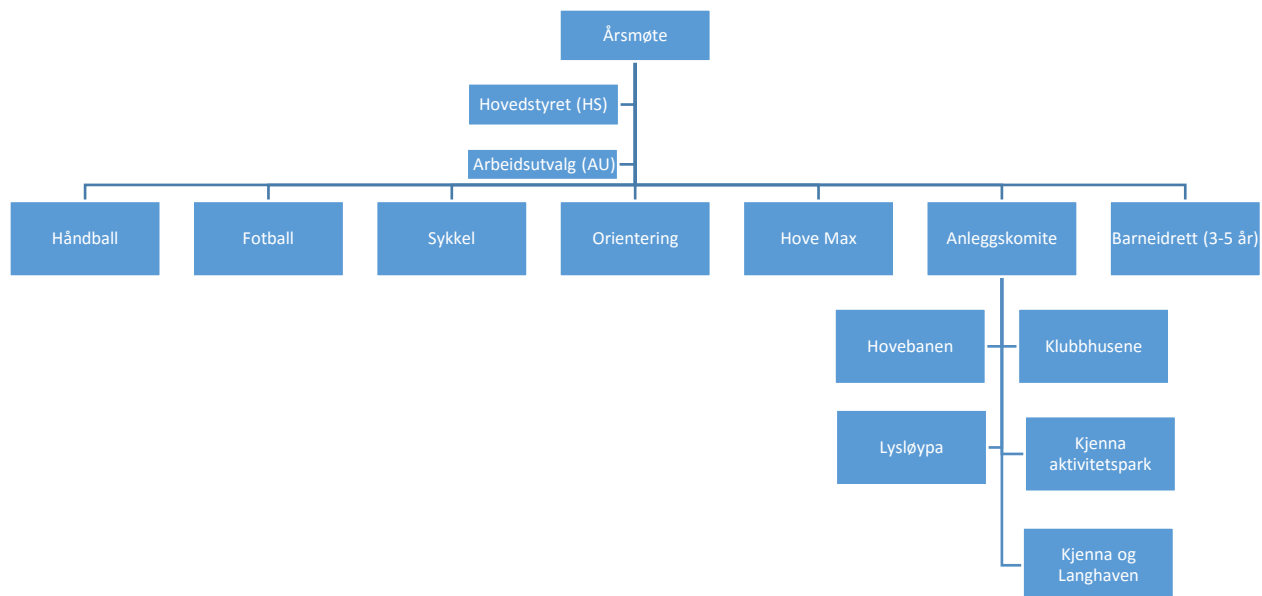 Årsmøte
Hovedstyret (HS)
Arbeidsutvalg (AU)
Håndball
Fotball
Sykkel
Orientering
Hove Max
Anleggskomite
Barneidrett (3-5 år)
Hovebanen
Klubbhusene
Lysløypa
Kjenna
aktivitetspark
Kjenna og
Langhaven